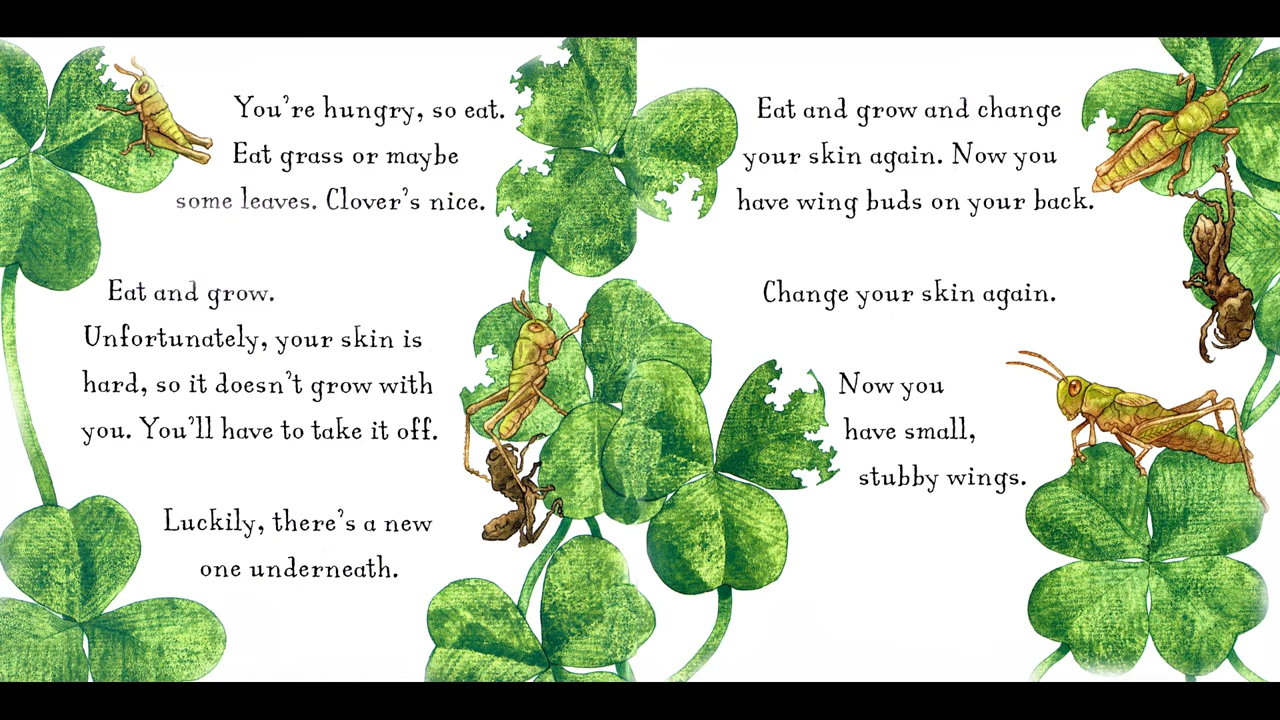 You're hungry, so eat.
Eat grass or maybe
some leaves. Clover's nice.
Eat and grow.
Unfortunately, your skin is
hard, so it doesn't grow with
you. You'll have to take it off.
Luckily, there's a new
one underneath.
Eat and grow and change
your skin again. Now you
have wing buds on your back.
Change your skin again.
Now you
have small,
stubby wings.